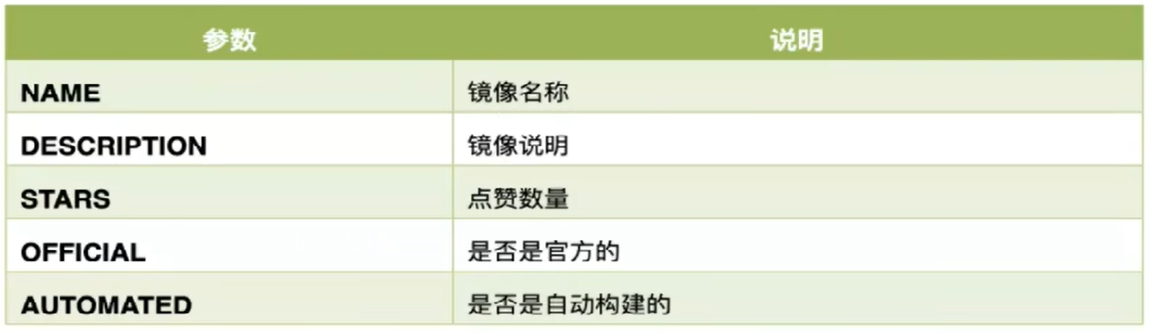 参数 说明
NAME 镜像名称
DESCRIPTION 镜像说明
STARS 点赞数量
OFFICIAL 是否是官方的
AUTOMATED 是否是自动构建的